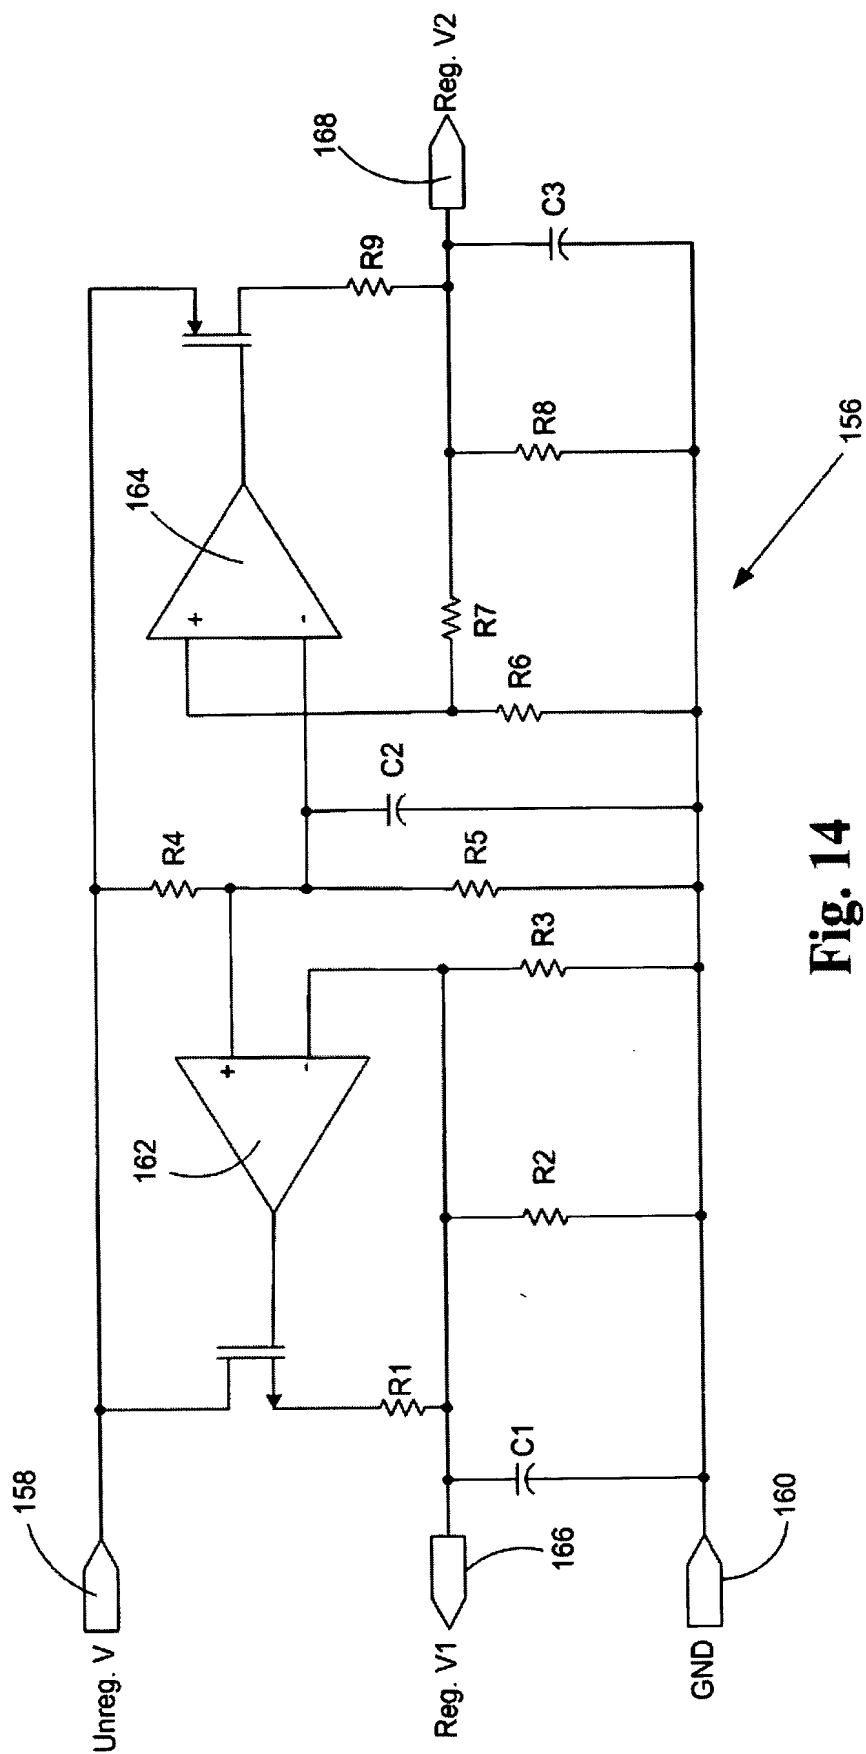 158
Unreg. V
162
R4
164
+
-
+
-
R1
R2
R3
R5
C2
R6
R7
R8
R9
C3
168
Reg. V2
C1
Reg. V1
166
GND
160
156
Fig. 14